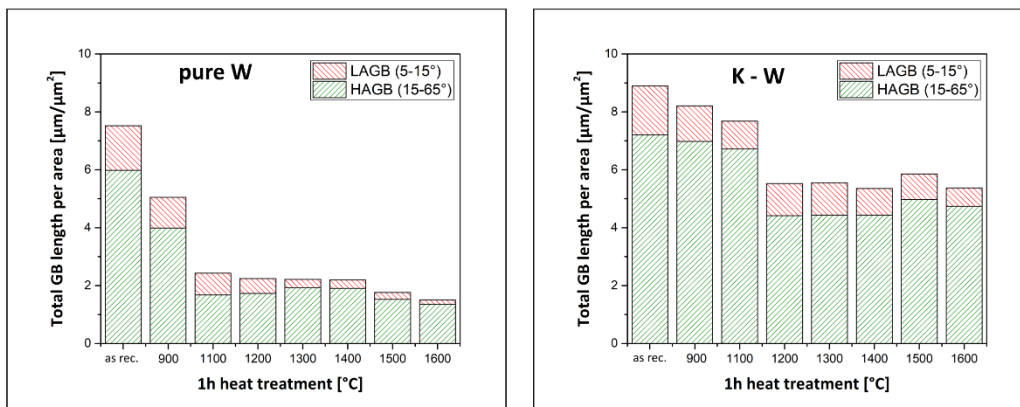 pure W
LAGB (5-15°)
HAGB (15-65°)
Total GB length per area [µm/µm²]
10
8
6
4
2
0
as rec. 900 1100 1200 1300 1400 1500 1600
1h heat treatment [°C]
K - W
LAGB (5-15°)
HAGB (15-65°)
Total GB length per area [µm/µm²]
10
8
6
4
2
0
as rec. 900 1100 1200 1300 1400 1500 1600
1h heat treatment [°C]